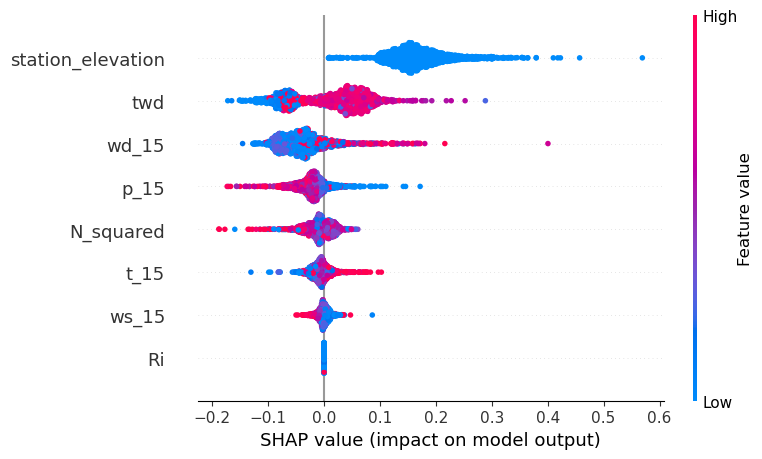 High
station_elevation
twd
wd_15
p_15
N_squared
t_15
ws_15
Ri
Feature value
Low
−0.2 −0.1 0.0 0.1 0.2 0.3 0.4 0.5 0.6
SHAP value (impact on model output)